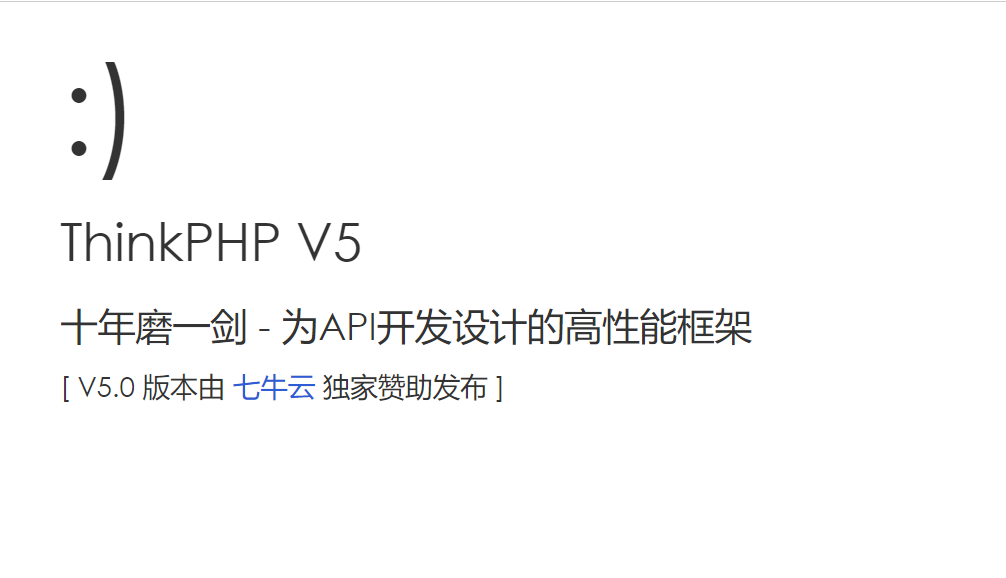 :)
ThinkPHP V5
十年磨一剑 - 为API开发设计的高性能框架
[ V5.0 版本由 七牛云 独家赞助发布 ]